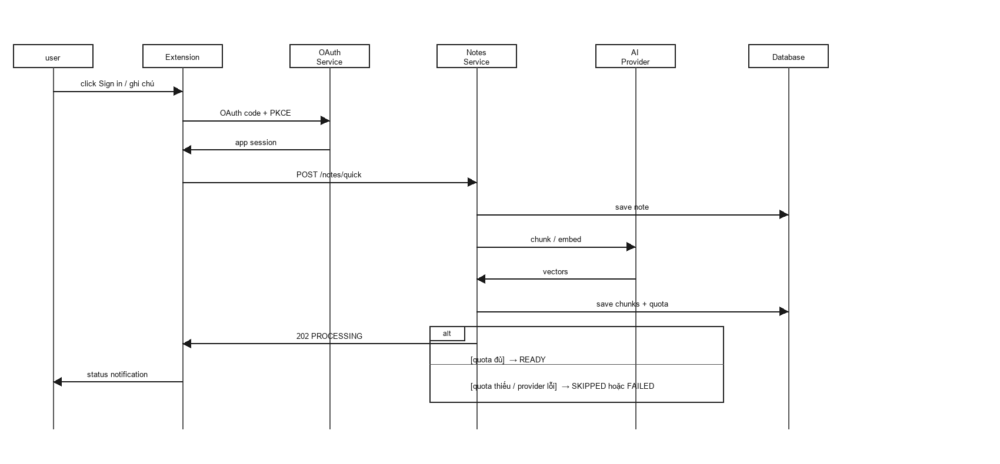 user
Extension
OAuth
Service
Notes
Service
AI
Provider
Database
click Sign in / ghi chú
OAuth code + PKCE
app session
POST /notes/quick
save note
chunk / embed
vectors
save chunks + quota
alt
202 PROCESSING
[quota đủ] → READY
status notification
[quota thiếu / provider lỗi] → SKIPPED hoặc FAILED